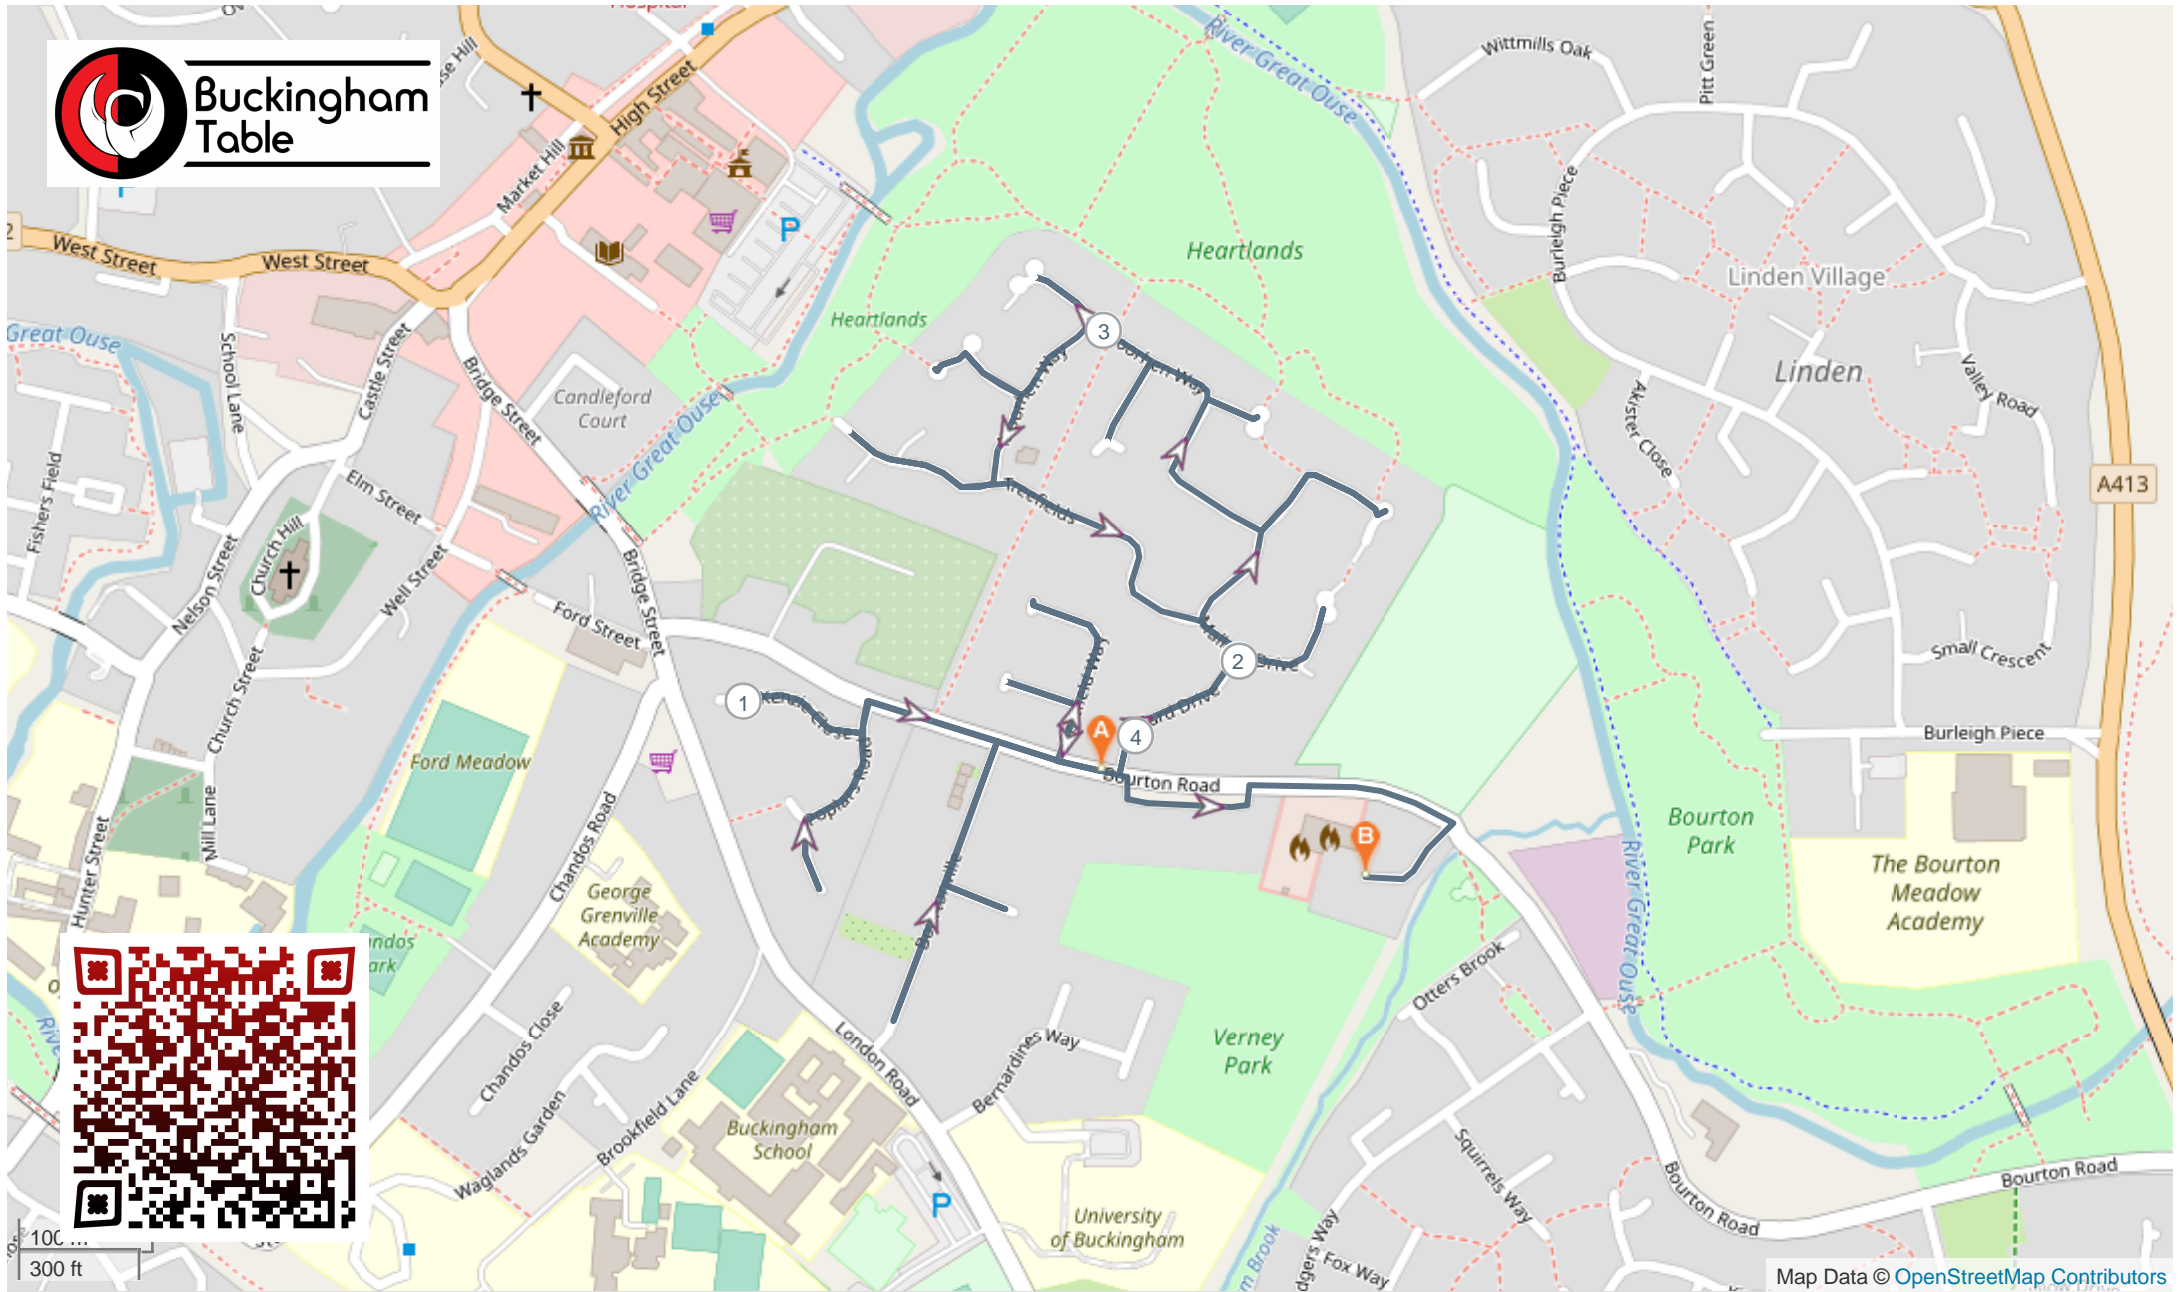 Buckingham
Table
High Street
Market Hill
West Street
West Street
River Great Ouse
Wittmills Oak
Pitt Green
Burleigh Piece
Heartlands
Heartlands
Linden Village
Linden
Valley Road
Akister Close
A413
Great Ouse
School Lane
Castle Street
Bridge Street
Candleford
Court
River Great Ouse
Fishers Field
Elm Street
Church Hill
Nelson Street
Well Street
Bridge Street
Ford Street
Church Street
Treefields
3
2
1
4
A
B
P
Bourton Road
Small Crescent
Burleigh Piece
Ford Meadow
Mill Lane
Hunter Street
Chandos Road
George
Grenville
Academy
Bourton
Park
The Bourton
Meadow
Academy
River Great Ouse
Otters Brook
Verney
Park
Chandos Close
London Road
Bernardines Way
Brookfield Lane
Waglands Garden
Buckingham
School
P
University
of Buckingham
Squirrels Way
Fox Way
Bourton Road
Bourton Road
300 ft
Map Data © OpenStreetMap Contributors